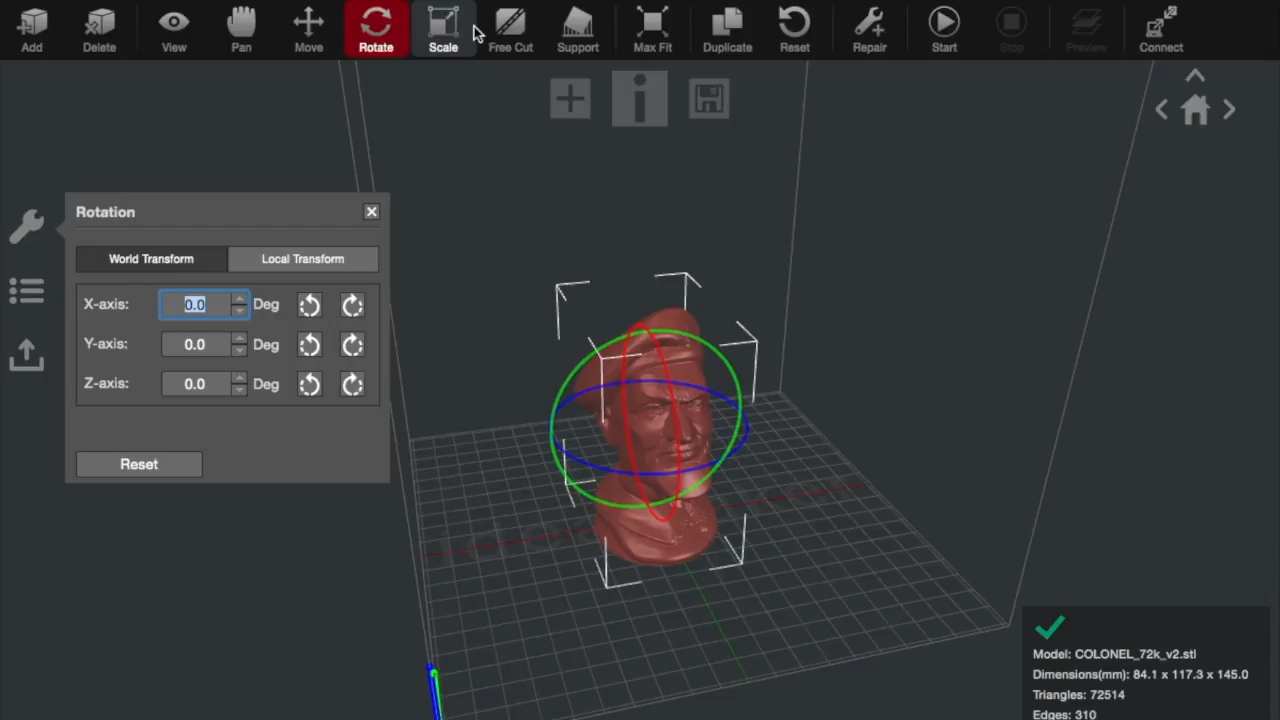 Add Delete View Pan Move Rotate Scale Free Cut Support Max Fit Duplicate Reset Repair Start Stop Preview Connect
Rotation
World Transform Local Transform
X-axis: 0.0 Deg
Y-axis: 0.0 Deg
Z-axis: 0.0 Deg
Reset
Model: COLONEL_72k_v2.stl
Dimensions(mm): 84.1 x 117.3 x 145.0
Triangles: 72514
Edges: 310